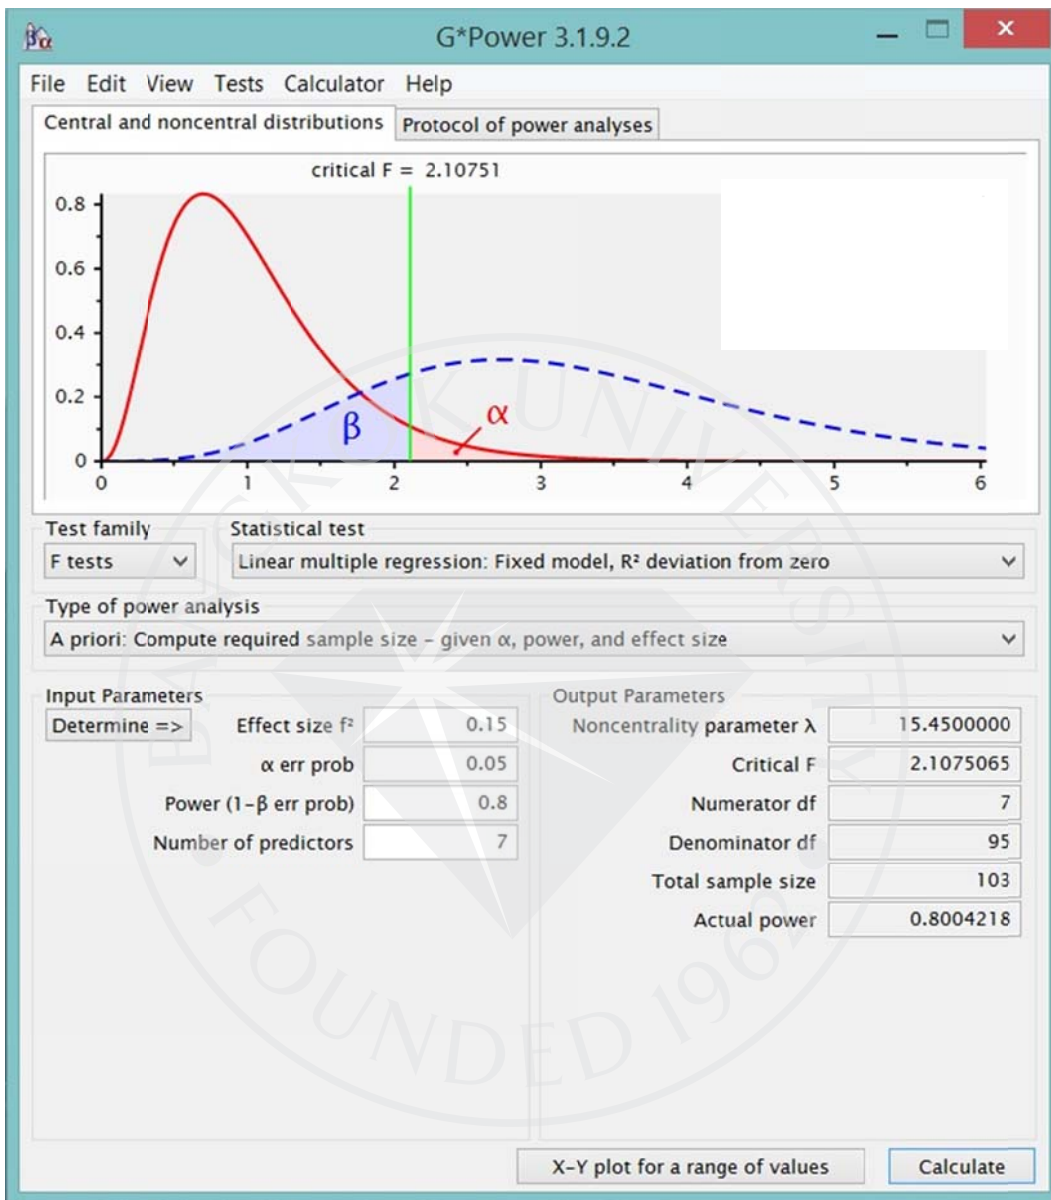 βα
G*Power 3.1.9.2
File Edit View Tests Calculator Help
Central and noncentral distributions Protocol of power analyses
critical F = 2.10751
0.8
0.6
0.4
0.2
0
β
α
0 1 2 3 4 5 6
Test family Statistical test
F tests Linear multiple regression: Fixed model, R² deviation from zero
Type of power analysis
A priori: Compute required sample size – given α, power, and effect size
Input Parameters Output Parameters
Determine => Effect size f² 0.15 Noncentrality parameter λ 15.4500000
α err prob 0.05 Critical F 2.1075065
Power (1–β err prob) 0.8 Numerator df 7
Number of predictors 7 Denominator df 95
Total sample size 103
Actual power 0.8004218
X–Y plot for a range of values Calculate
BANGKOK UNIVERSITY
FOUNDED 1962